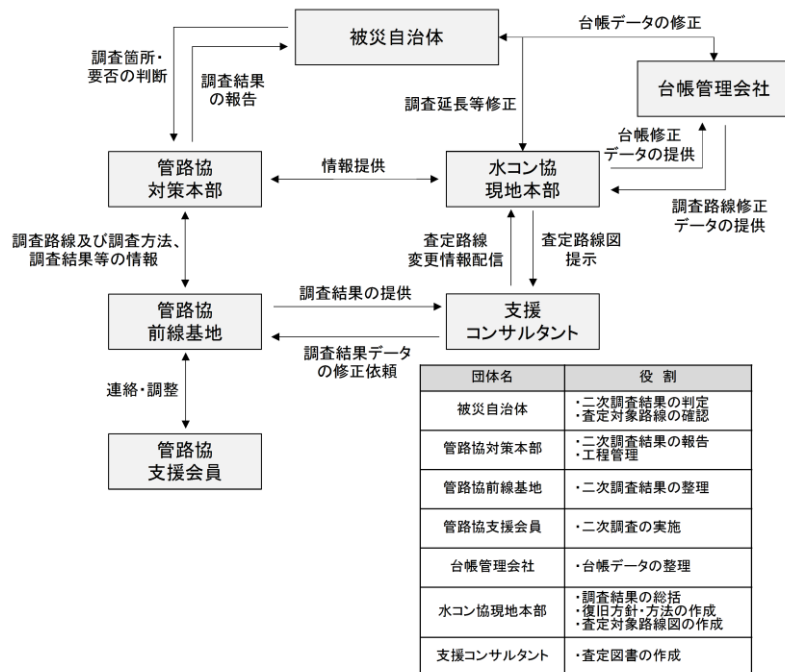 被災自治体
台帳データの修正
調査箇所・
要否の判断
調査結果
の報告
台帳管理会社
調査延長等修正
台帳修正
データの提供
管路協
対策本部
情報提供
水コン協
現地本部
調査路線修正
データの提供
調査路線及び調査方法、
調査結果等の情報
査定路線
変更情報配信
査定路線図
提示
管路協
前線基地
調査結果の提供
支援
コンサルタント
調査結果データ
の修正依頼
連絡・調整
管路協
支援会員
団体名 役 割
被災自治体 ・二次調査結果の判定
・査定対象路線の確認
管路協対策本部 ・二次調査結果の報告
・工程管理
管路協前線基地 ・二次調査結果の整理
管路協支援会員 ・二次調査の実施
台帳管理会社 ・台帳データの整理
水コン協現地本部 ・調査結果の総括
・復旧方針・方法の作成
・査定対象路線図の作成
支援コンサルタント ・査定図書の作成